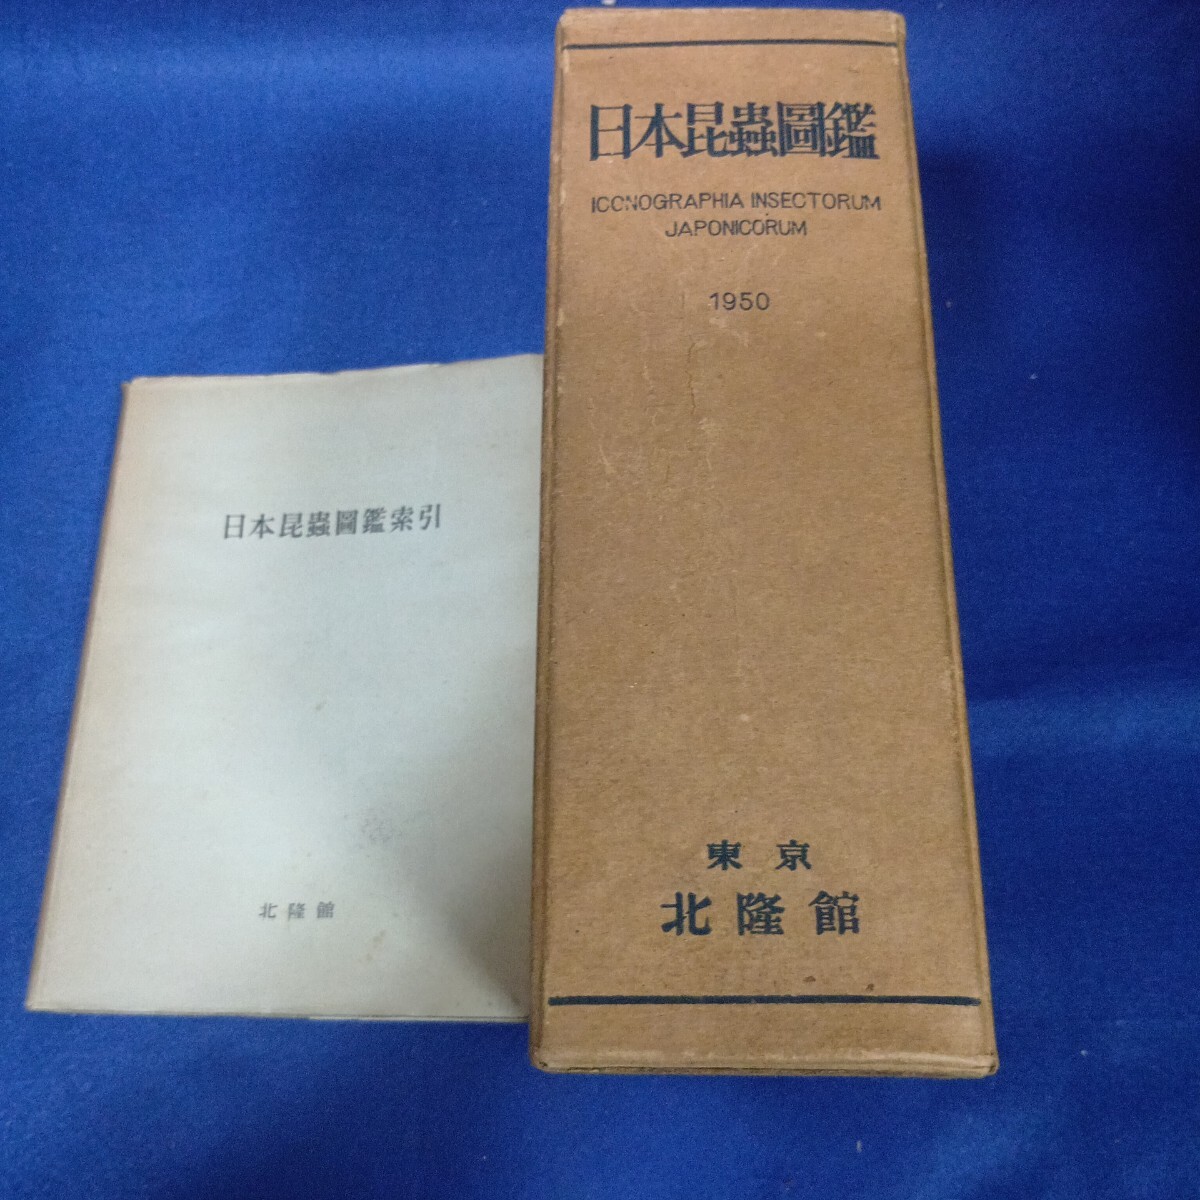 日本昆蟲圖鑑
ICONOGRAPHIA INSECTORUM
JAPONICORUM
1950
東京
北隆館
日本昆蟲圖鑑索引
北隆館